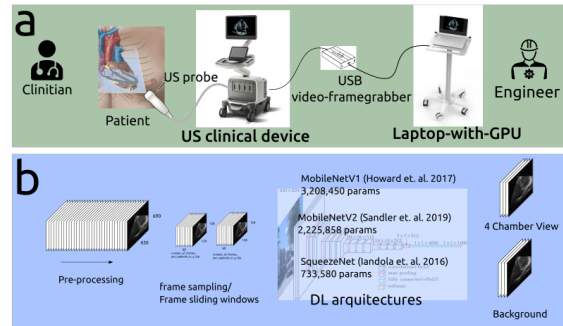 a
Clinitian
Patient
US probe
US clinical device
USB
video-framegrabber
Laptop-with-GPU
Engineer
b
Pre-processing
frame sampling/
Frame sliding windows
MobileNetV1 (Howard et. al. 2017)
3,208,450 params
MobileNetV2 (Sandler et. al. 2019)
2,225,858 params
SqueezeNet (Iandola et. al. 2016)
733,580 params
DL arquitectures
4 Chamber View
Background